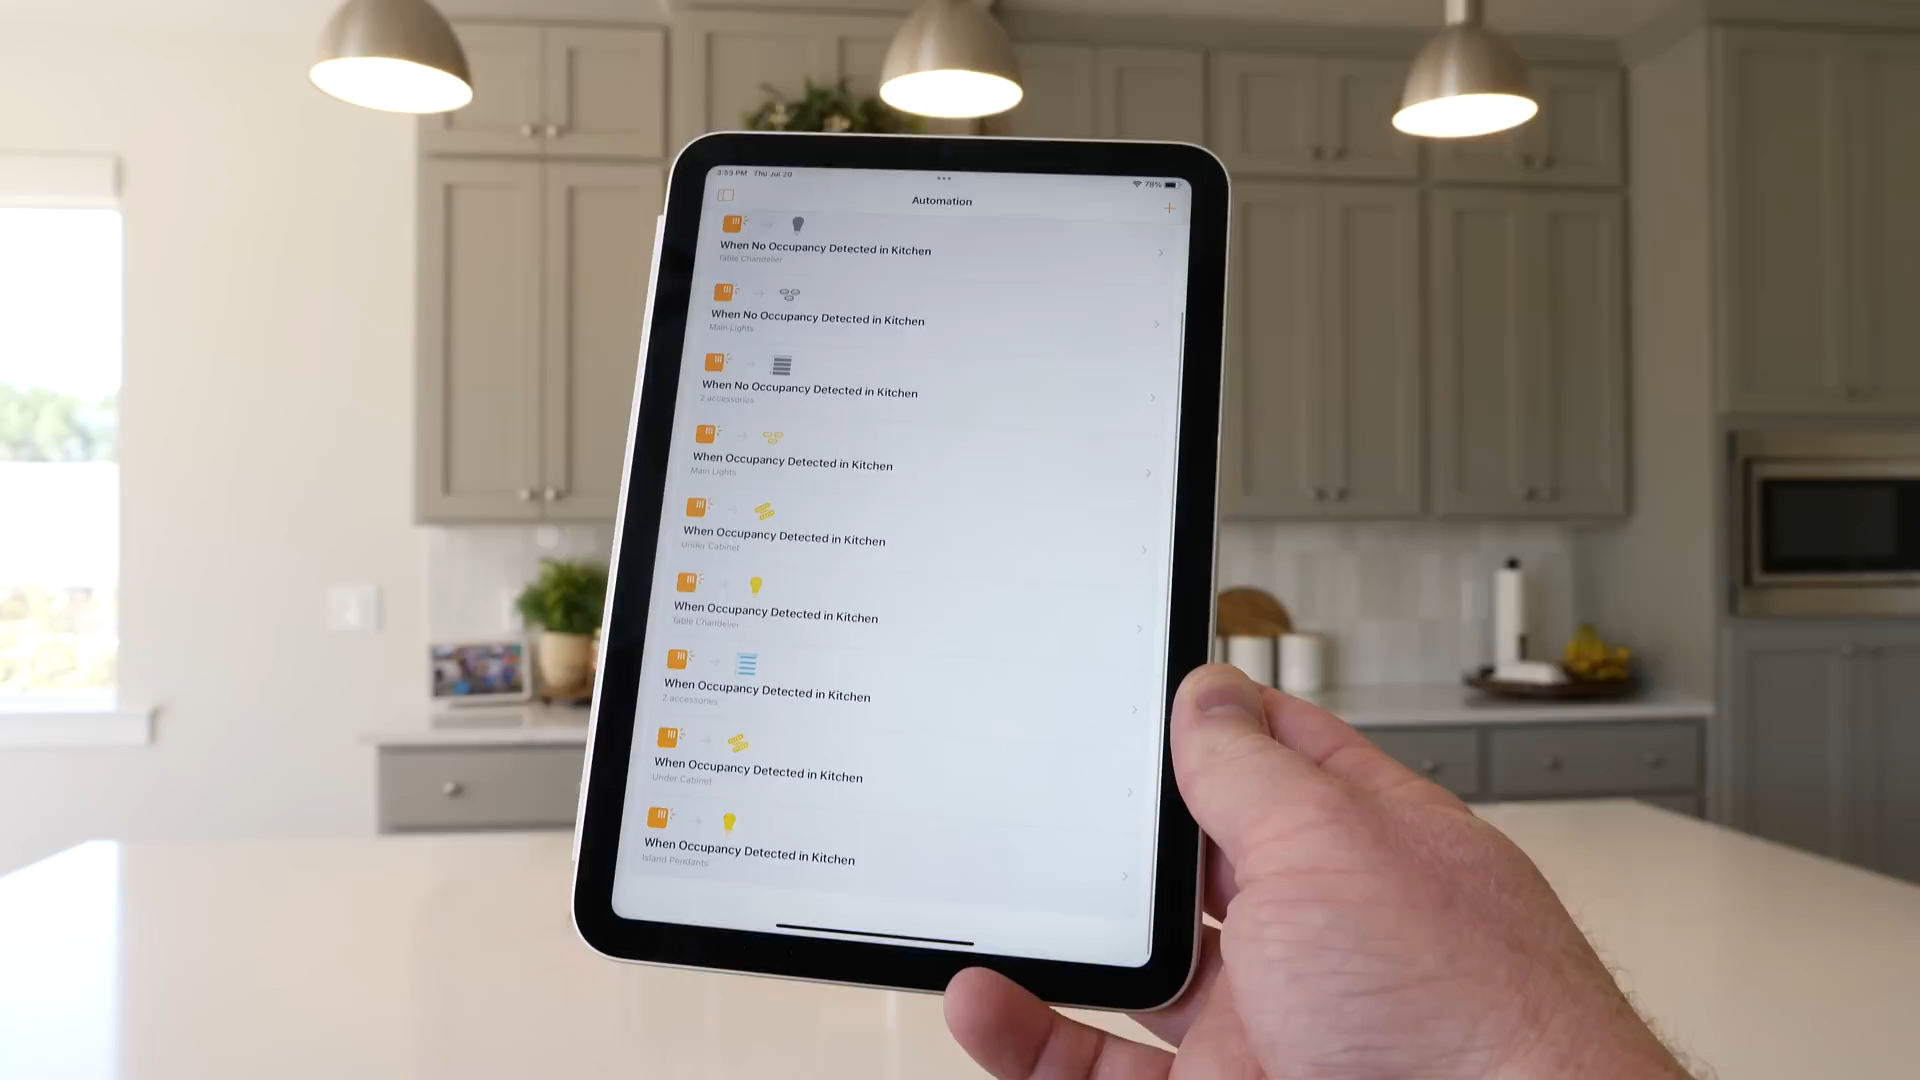 3:53 PM Thu Jul 20
78%
Automation
When No Occupancy Detected in Kitchen
Table Chandelier
When No Occupancy Detected in Kitchen
Main Lights
When No Occupancy Detected in Kitchen
2 accessories
When Occupancy Detected in Kitchen
Main Lights
When Occupancy Detected in Kitchen
Under Cabinet
When Occupancy Detected in Kitchen
Table Chandelier
When Occupancy Detected in Kitchen
2 accessories
When Occupancy Detected in Kitchen
Under Cabinet
When Occupancy Detected in Kitchen
Island Pendants